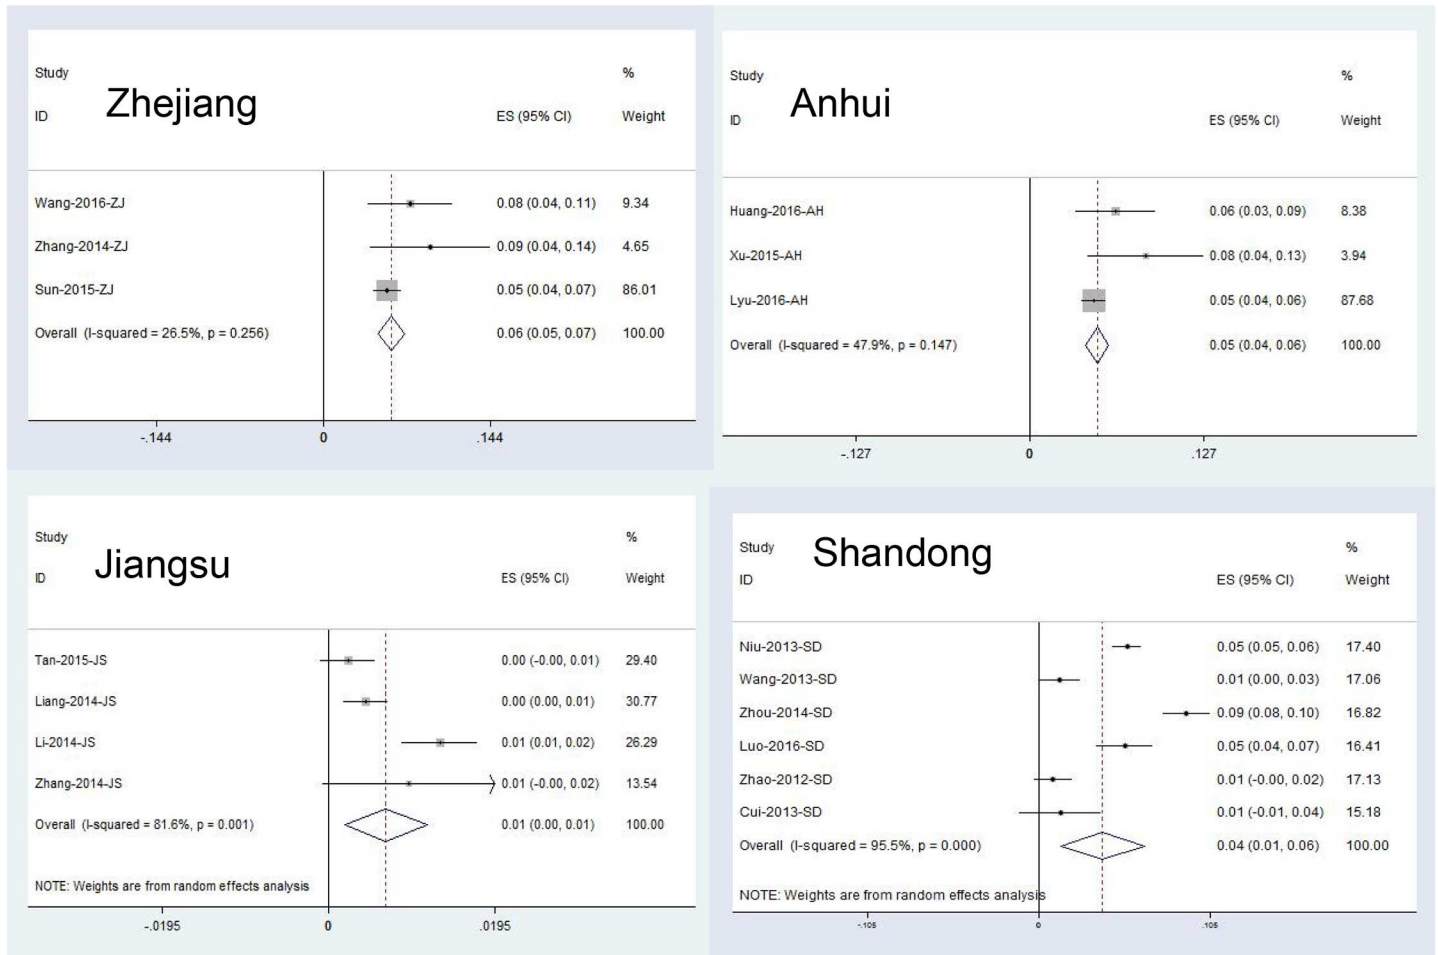 Study %
Zhejiang
ID ES (95% CI) Weight
Wang-2016-ZJ 0.08 (0.04, 0.11) 9.34
Zhang-2014-ZJ 0.09 (0.04, 0.14) 4.65
Sun-2015-ZJ 0.05 (0.04, 0.07) 86.01
Overall (I-squared = 26.5%, p = 0.256) 0.06 (0.05, 0.07) 100.00
-.144 0 .144
Study %
Anhui
ID ES (95% CI) Weight
Huang-2016-AH 0.06 (0.03, 0.09) 8.38
Xu-2015-AH 0.08 (0.04, 0.13) 3.94
Lyu-2016-AH 0.05 (0.04, 0.06) 87.68
Overall (I-squared = 47.9%, p = 0.147) 0.05 (0.04, 0.06) 100.00
-.127 0 .127
Study %
Jiangsu
ID ES (95% CI) Weight
Tan-2015-JS 0.00 (-0.00, 0.01) 29.40
Liang-2014-JS 0.00 (0.00, 0.01) 30.77
Li-2014-JS 0.01 (0.01, 0.02) 26.29
Zhang-2014-JS 0.01 (-0.00, 0.02) 13.54
Overall (I-squared = 81.6%, p = 0.001) 0.01 (0.00, 0.01) 100.00
NOTE: Weights are from random effects analysis
-.0195 0 .0195
Study %
Shandong
ID ES (95% CI) Weight
Niu-2013-SD 0.05 (0.05, 0.06) 17.40
Wang-2013-SD 0.01 (0.00, 0.03) 17.06
Zhou-2014-SD 0.09 (0.08, 0.10) 16.82
Luo-2016-SD 0.05 (0.04, 0.07) 16.41
Zhao-2012-SD 0.01 (-0.00, 0.02) 17.13
Cui-2013-SD 0.01 (-0.01, 0.04) 15.18
Overall (I-squared = 95.5%, p = 0.000) 0.04 (0.01, 0.06) 100.00
NOTE: Weights are from random effects analysis
-.105 0 .105